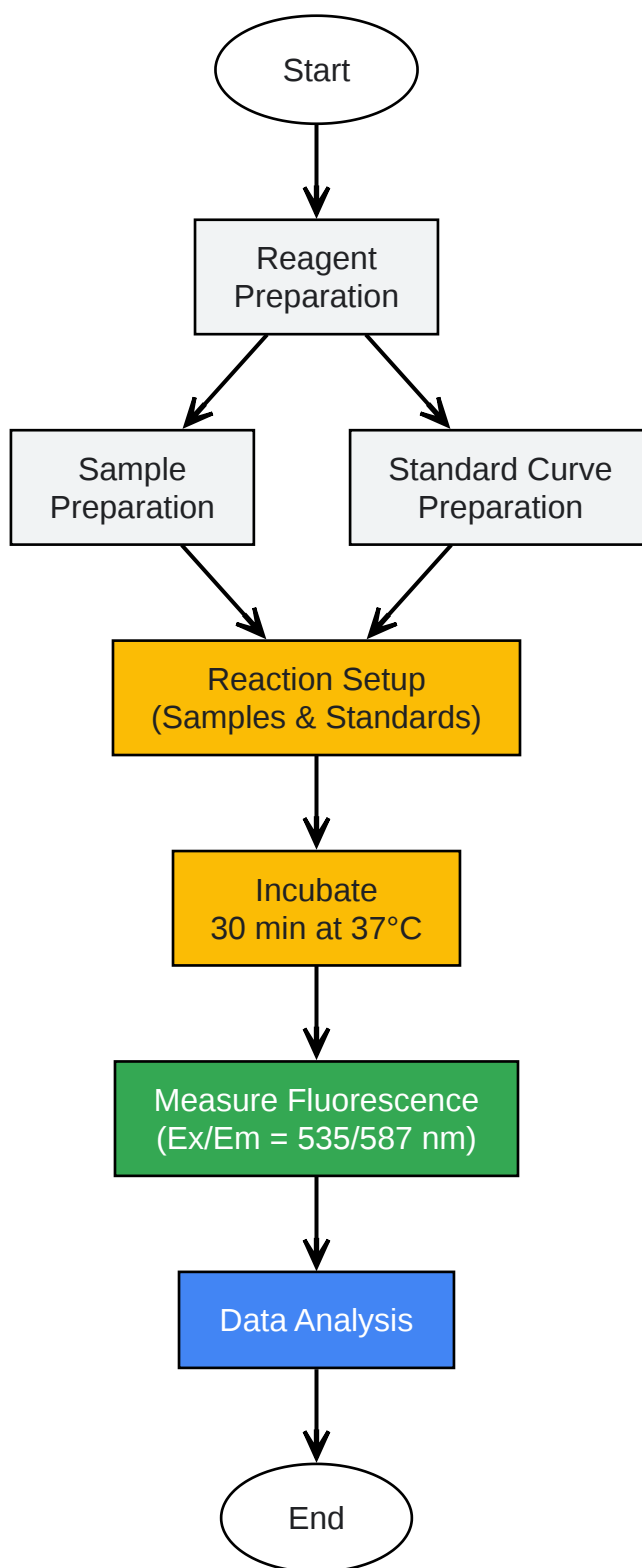 Start
Reagent
Preparation
Sample
Preparation
Standard Curve
Preparation
Reaction Setup
(Samples & Standards)
Incubate
30 min at 37°C
Measure Fluorescence
(Ex/Em = 535/587 nm)
Data Analysis
End